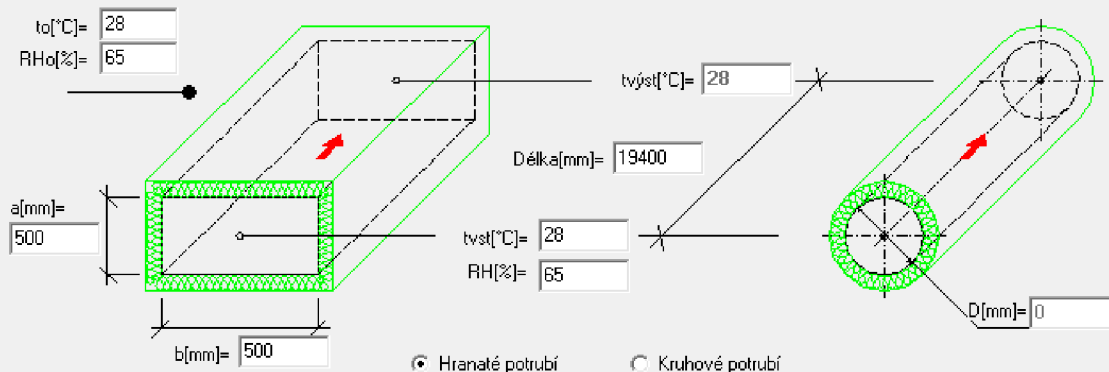 to[°C]= 28
RHo[%]= 65
tvýst[°C]= 28
Délka[mm]= 19400
a[mm]=
500
tvst[°C]= 28
RH[%]= 65
D[mm]= 0
b[mm]= 500
Hranaté potrubí
Kruhové potrubí